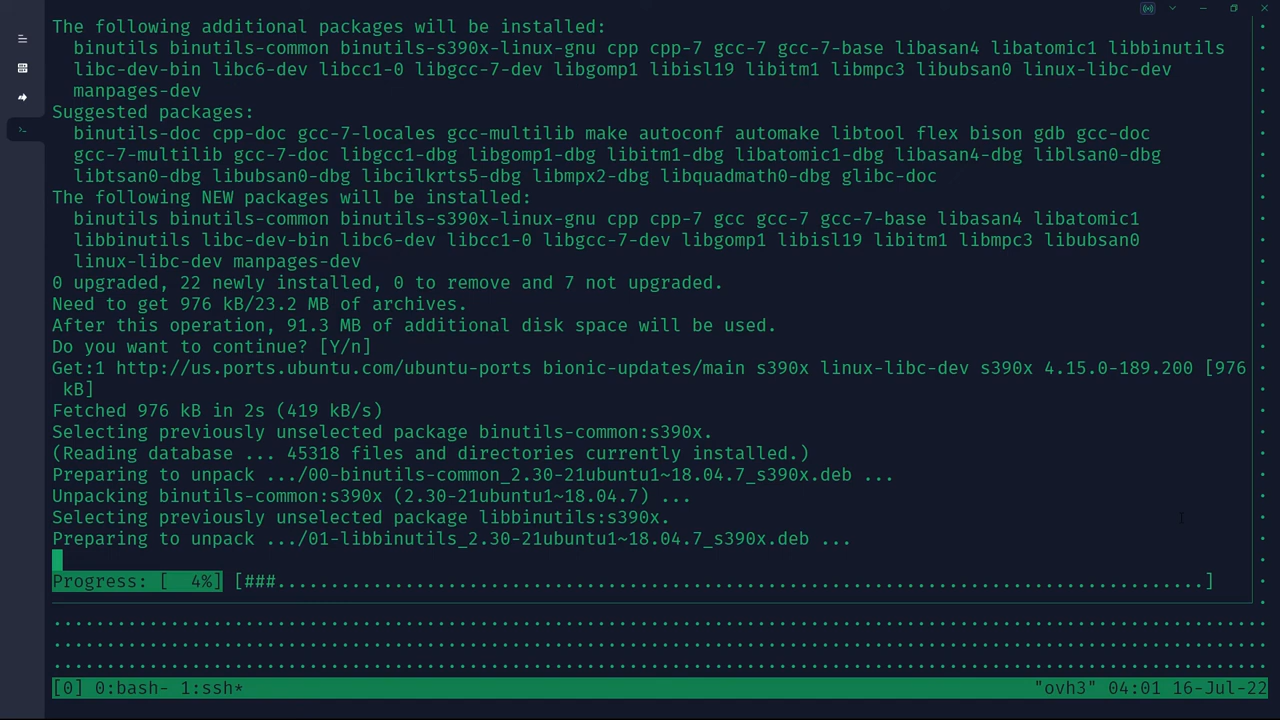 The following additional packages will be installed:
  binutils binutils-common binutils-s390x-linux-gnu cpp cpp-7 gcc-7 gcc-7-base libasan4 libatomic1 libbinutils
  libc-dev-bin libc6-dev libcc1-0 libgcc-7-dev libgomp1 libisl19 libitm1 libmpc3 libubsan0 linux-libc-dev
  manpages-dev
Suggested packages:
  binutils-doc cpp-doc gcc-7-locales gcc-multilib make autoconf automake libtool flex bison gdb gcc-doc
  gcc-7-multilib gcc-7-doc libgcc1-dbg libgomp1-dbg libitm1-dbg libatomic1-dbg libasan4-dbg liblsan0-dbg
  libtsan0-dbg libubsan0-dbg libcilkrts5-dbg libmpx2-dbg libquadmath0-dbg glibc-doc
The following NEW packages will be installed:
  binutils binutils-common binutils-s390x-linux-gnu cpp cpp-7 gcc gcc-7 gcc-7-base libasan4 libatomic1
  libbinutils libc-dev-bin libc6-dev libcc1-0 libgcc-7-dev libgomp1 libisl19 libitm1 libmpc3 libubsan0
  linux-libc-dev manpages-dev
0 upgraded, 22 newly installed, 0 to remove and 7 not upgraded.
Need to get 976 kB/23.2 MB of archives.
After this operation, 91.3 MB of additional disk space will be used.
Do you want to continue? [Y/n]
Get:1 http://us.ports.ubuntu.com/ubuntu-ports bionic-updates/main s390x linux-libc-dev s390x 4.15.0-189.200 [976
 kB]
Fetched 976 kB in 2s (419 kB/s)
Selecting previously unselected package binutils-common:s390x.
(Reading database ... 45318 files and directories currently installed.)
Preparing to unpack .../00-binutils-common_2.30-21ubuntu1~18.04.7_s390x.deb ...
Unpacking binutils-common:s390x (2.30-21ubuntu1~18.04.7) ...
Selecting previously unselected package libbinutils:s390x.
Preparing to unpack .../01-libbinutils_2.30-21ubuntu1~18.04.7_s390x.deb ...
Progress: [  4%] [###.......................................................................................]
[0] 0:bash- 1:ssh* "ovh3" 04:01 16-Jul-22